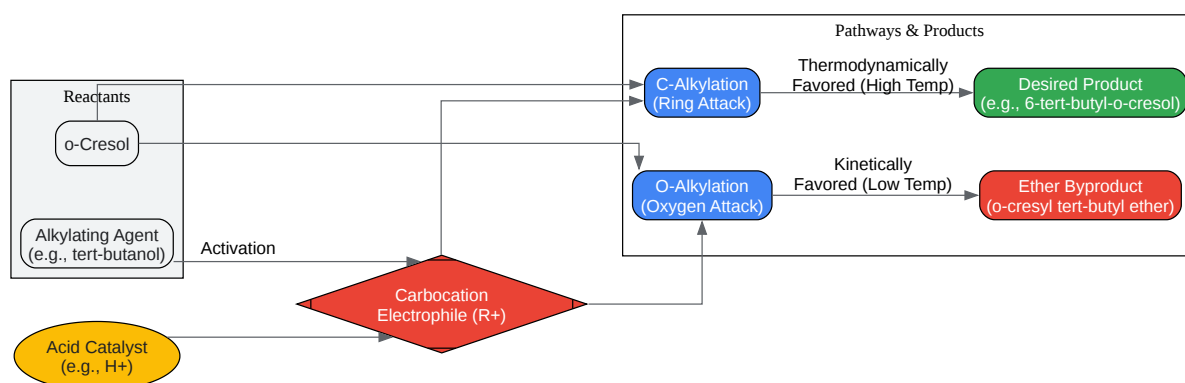 Pathways & Products
Reactants
C-Alkylation
(Ring Attack)
Thermodynamically
Favored (High Temp)
Desired Product
(e.g., 6-tert-butyl-o-cresol)
o-Cresol
O-Alkylation
(Oxygen Attack)
Kinetically
Favored (Low Temp)
Ether Byproduct
(o-cresyl tert-butyl ether)
Alkylating Agent
(e.g., tert-butanol)
Activation
Carbocation
Electrophile (R+)
Acid Catalyst
(e.g., H+)